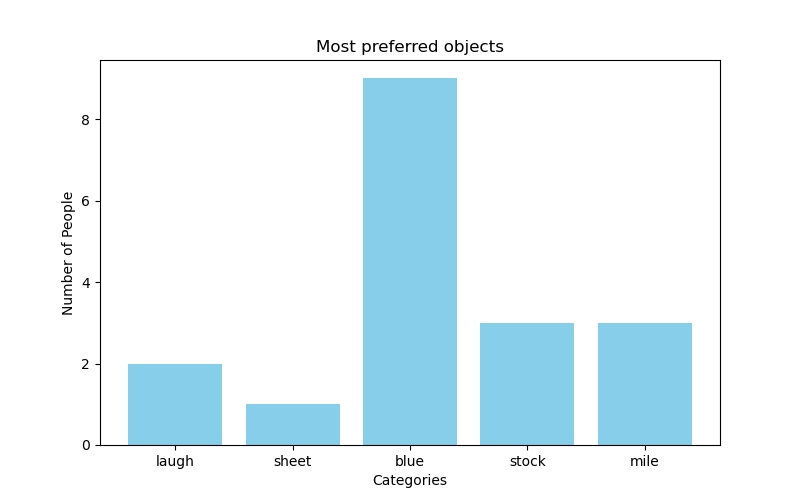 Most preferred objects
8
6
4
2
0
Number of People
laugh sheet blue stock mile
Categories